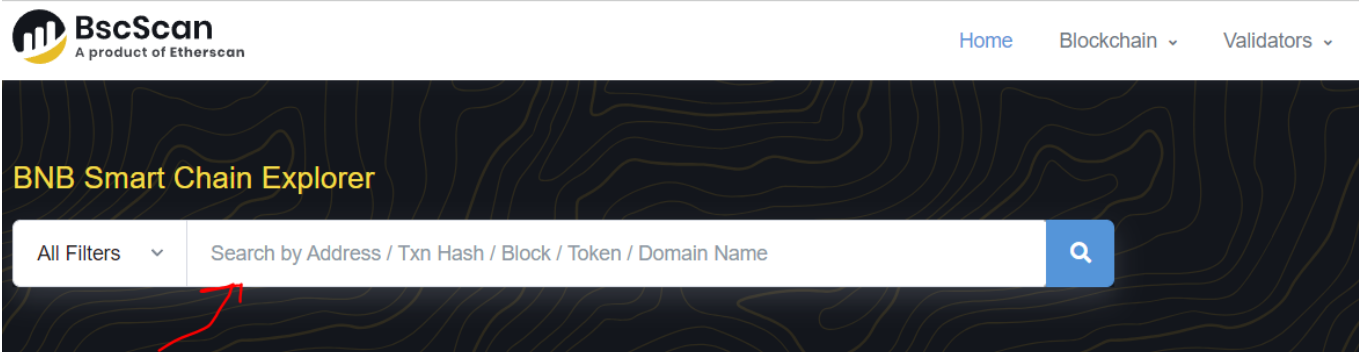 BscScan
A product of Etherscan
Home Blockchain Validators
BNB Smart Chain Explorer
All Filters Search by Address / Txn Hash / Block / Token / Domain Name